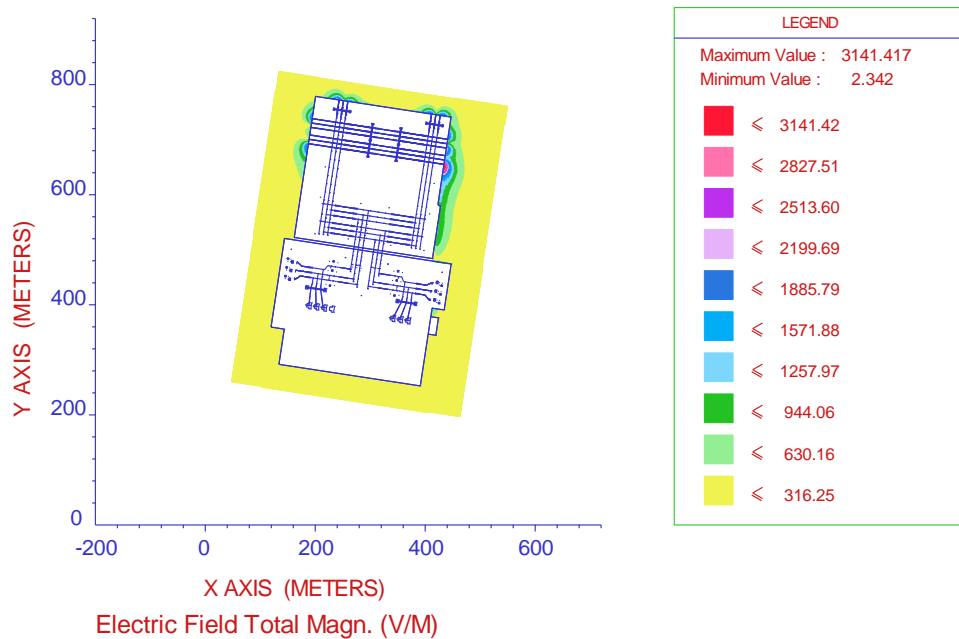 LEGEND
Maximum Value : 3141.417
Minimum Value : 2.342
⩽ 3141.42
⩽ 2827.51
⩽ 2513.60
⩽ 2199.69
⩽ 1885.79
⩽ 1571.88
⩽ 1257.97
⩽ 944.06
⩽ 630.16
⩽ 316.25
Y AXIS (METERS)
800
600
400
200
0
-200 0 200 400 600
X AXIS (METERS)
Electric Field Total Magn. (V/M)